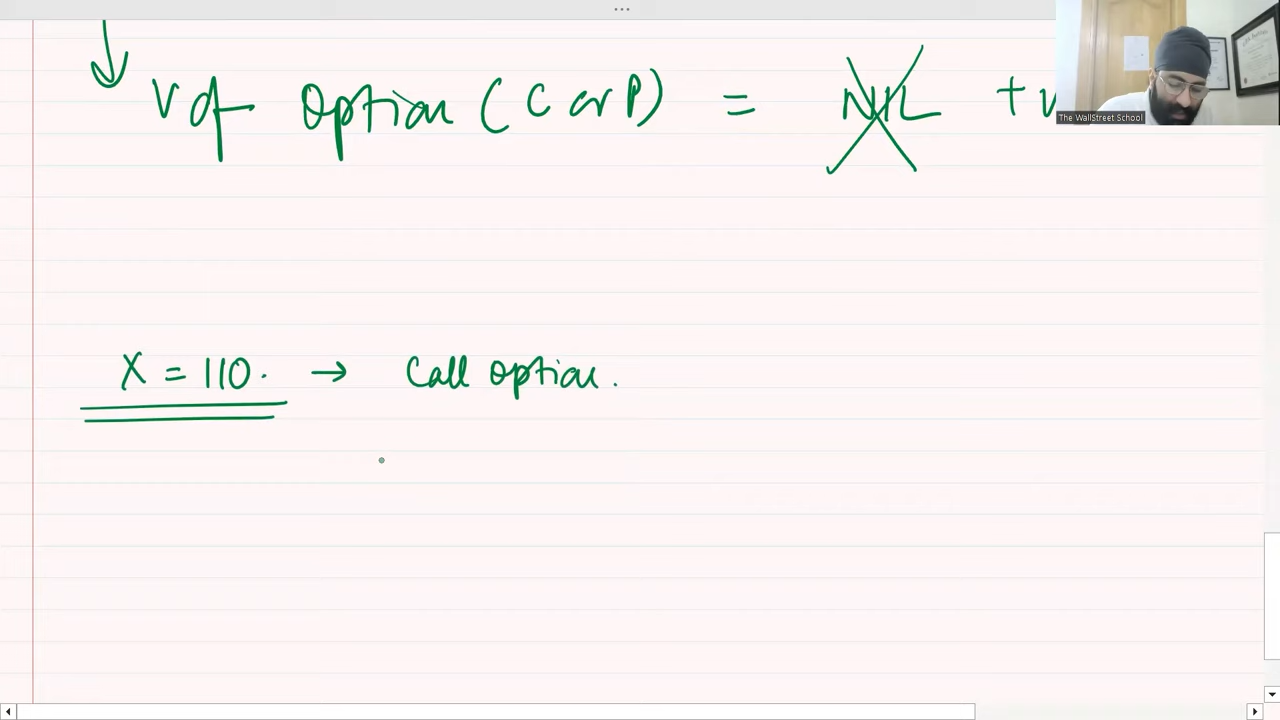 V of Option (C or P) = NIL +v
The WallStreet School
X = 110. → Call option.